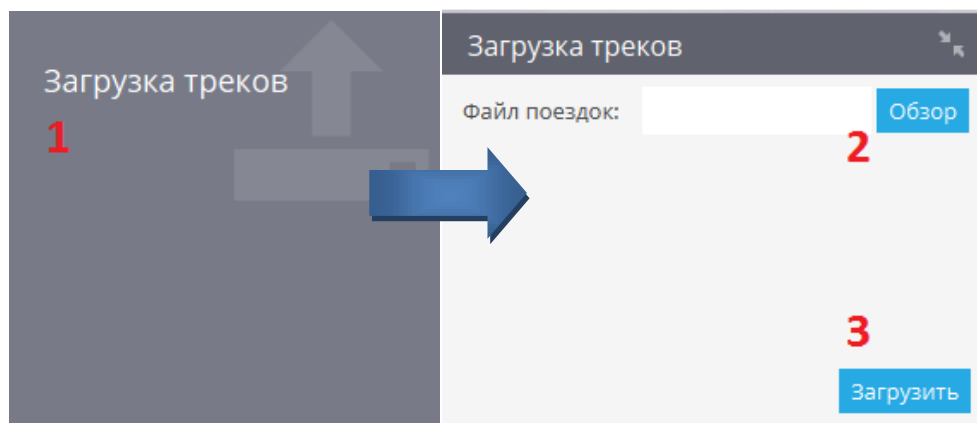 Загрузка треков
1
Загрузка треков
Файл поездок:
Обзор
2
3
Загрузить